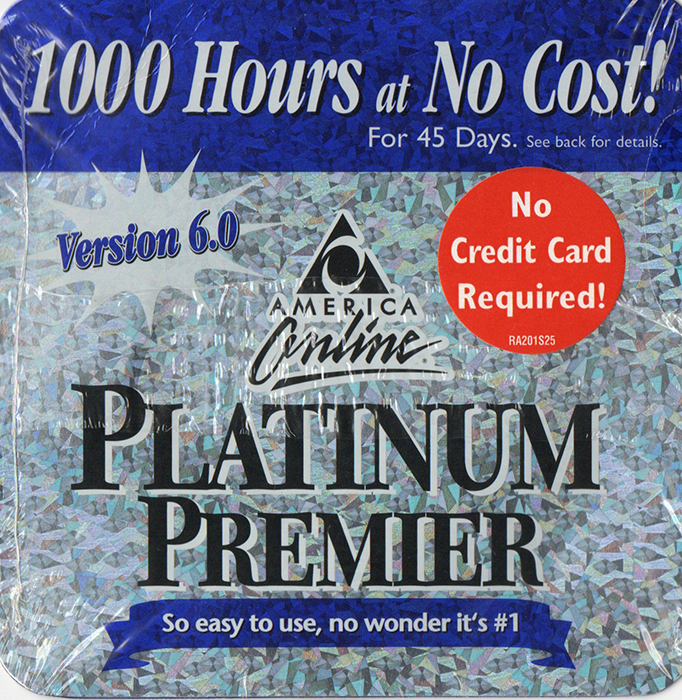 1000 Hours at No Cost!
For 45 Days. See back for details.
Version 6.0
No
Credit Card
Required!
RA201S25
AMERICA
Online
PLATINUM
PREMIER
So easy to use, no wonder it's #1